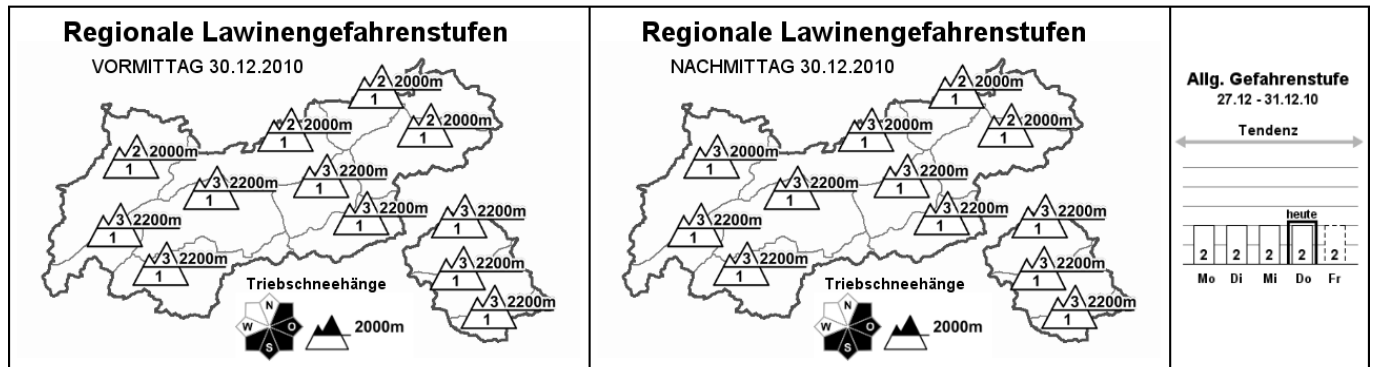 Regionale Lawinengefahrenstufen
VORMITTAG 30.12.2010
2 2000m
1
2 2000m
1
2 2000m
1
2 2000m
1
3 2200m
1
3 2200m
1
3 2200m
1
3 2200m
1
3 2200m
1
3 2200m
1
3 2200m
1
3 2200m
1
Triebschneehänge
N
W O
S
2000m
Regionale Lawinengefahrenstufen
NACHMITTAG 30.12.2010
2 2000m
1
3 2000m
1
2 2000m
1
3 2000m
1
3 2200m
1
3 2200m
1
3 2200m
1
3 2200m
1
3 2200m
1
3 2200m
1
3 2200m
1
3 2200m
1
Triebschneehänge
N
W O
S
2000m
Allg. Gefahrenstufe
27.12 - 31.12.10
Tendenz
heute
2 2 2 2 2
Mo Di Mi Do Fr